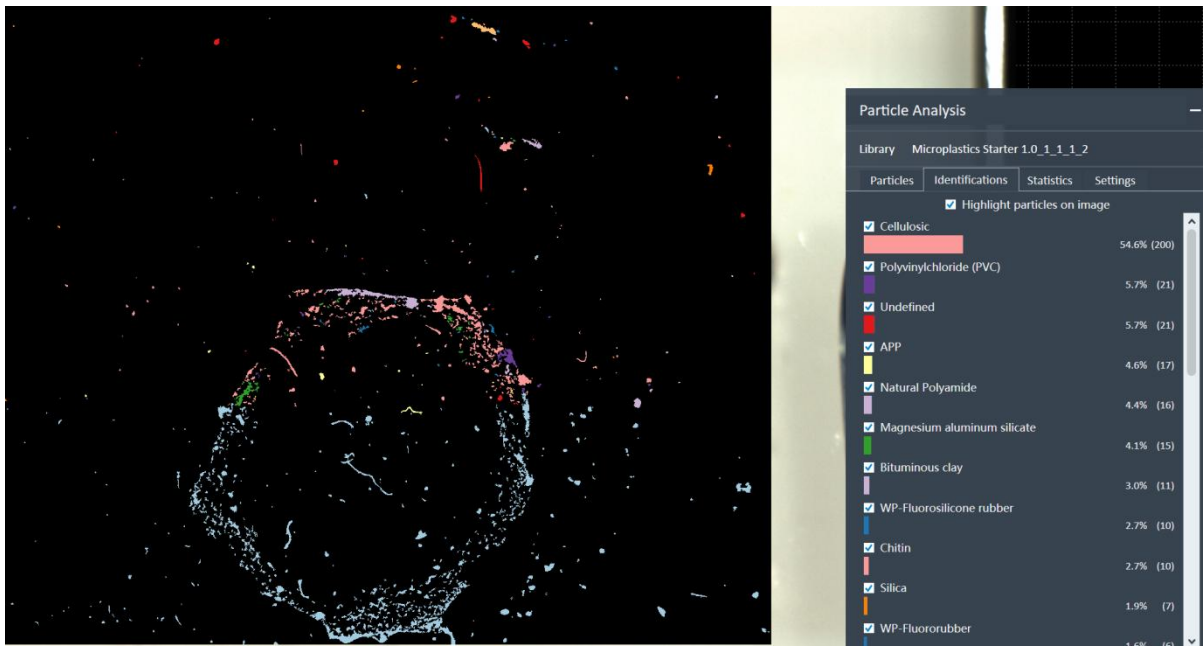 Particle Analysis
Library Microplastics Starter 1.0_1_1_1_2
Particles Identifications Statistics Settings
Highlight particles on image
Cellulosic
54.6% (200)
Polyvinylchloride (PVC)
5.7% (21)
Undefined
5.7% (21)
APP
4.6% (17)
Natural Polyamide
4.4% (16)
Magnesium aluminum silicate
4.1% (15)
Bituminous clay
3.0% (11)
WP-Fluorosilicone rubber
2.7% (10)
Chitin
2.7% (10)
Silica
1.9% (7)
WP-Fluororubber
1.6% (6)